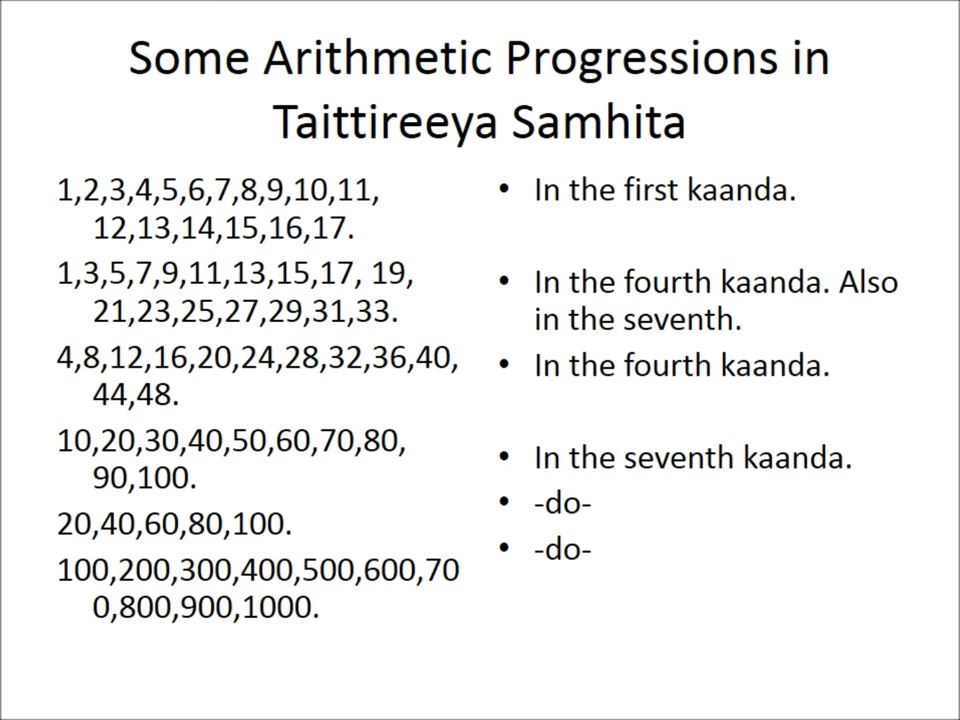 Some Arithmetic Progressions in
Taittireeya Samhita
1,2,3,4,5,6,7,8,9,10,11,
12,13,14,15,16,17.
1,3,5,7,9,11,13,15,17, 19,
21,23,25,27,29,31,33.
4,8,12,16,20,24,28,32,36,40,
44,48.
10,20,30,40,50,60,70,80,
90,100.
20,40,60,80,100.
100,200,300,400,500,600,70
0,800,900,1000.
• In the first kaanda.
• In the fourth kaanda. Also
in the seventh.
• In the fourth kaanda.
• In the seventh kaanda.
• -do-
• -do-